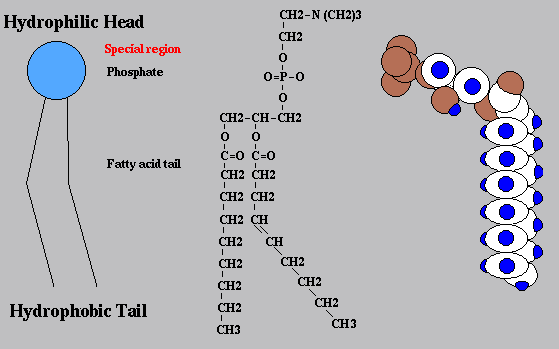 Hydrophilic Head
Special region
Phosphate
Fatty acid tail
Hydrophobic Tail
CH2–N (CH2)3
CH2
O
O=P–O
O
CH2–CH2–CH2
O O
C=O C=O
CH2 CH2
CH2 CH2
CH2 CH
CH2 CH
CH2 CH2
CH2 CH2
CH2 CH2
CH3 CH3